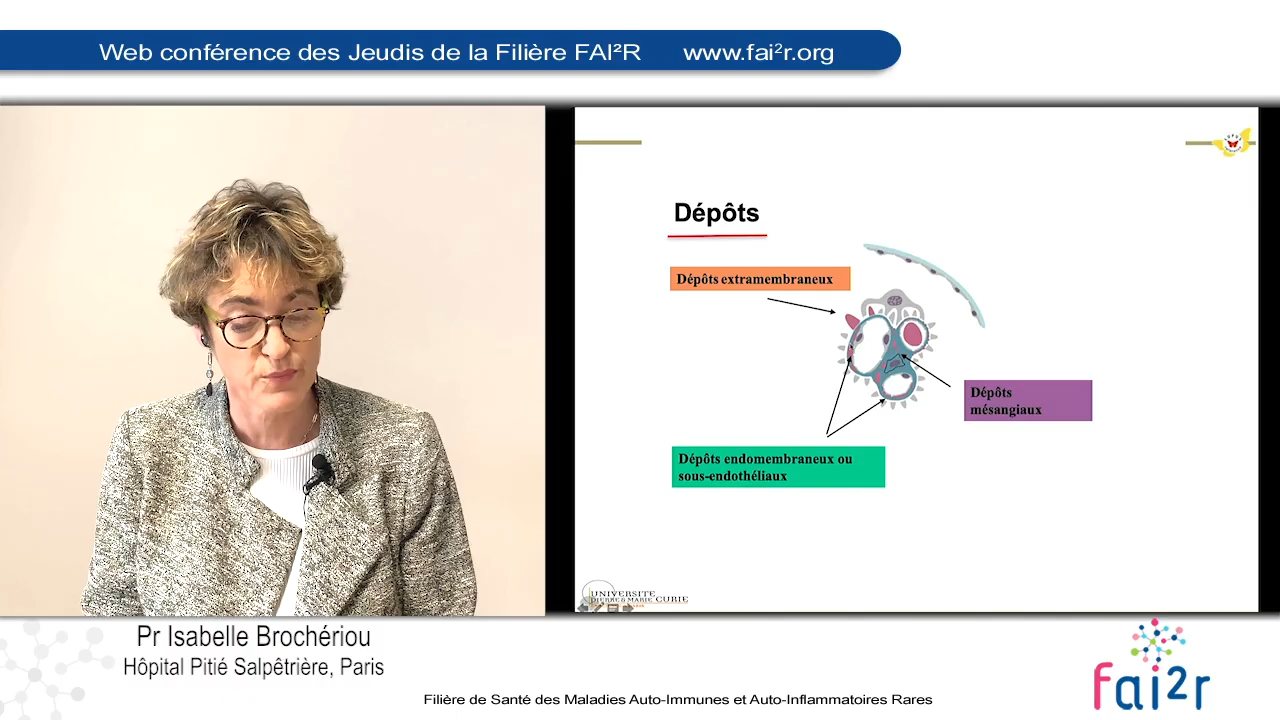 Web conférence des Jeudis de la Filière FAI²R www.fai²r.org
Dépôts
Dépôts extramembraneux
Dépôts
mésangiaux
Dépôts endomembraneux ou
sous-endothéliaux
UNIVERSITE
PIERRE & MARIE CURIE
Pr Isabelle Brochériou
Hôpital Pitié Salpêtrière, Paris
Filière de Santé des Maladies Auto-Immunes et Auto-Inflammatoires Rares
fai2r